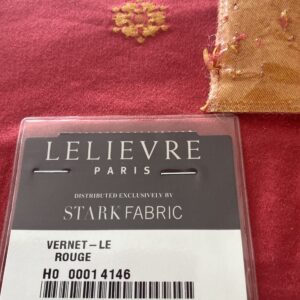 LELIEVRE
PARIS
DISTRIBUTED EXCLUSIVELY BY
STARK FABRIC
VERNET-LE
ROUGE
H0 00014146